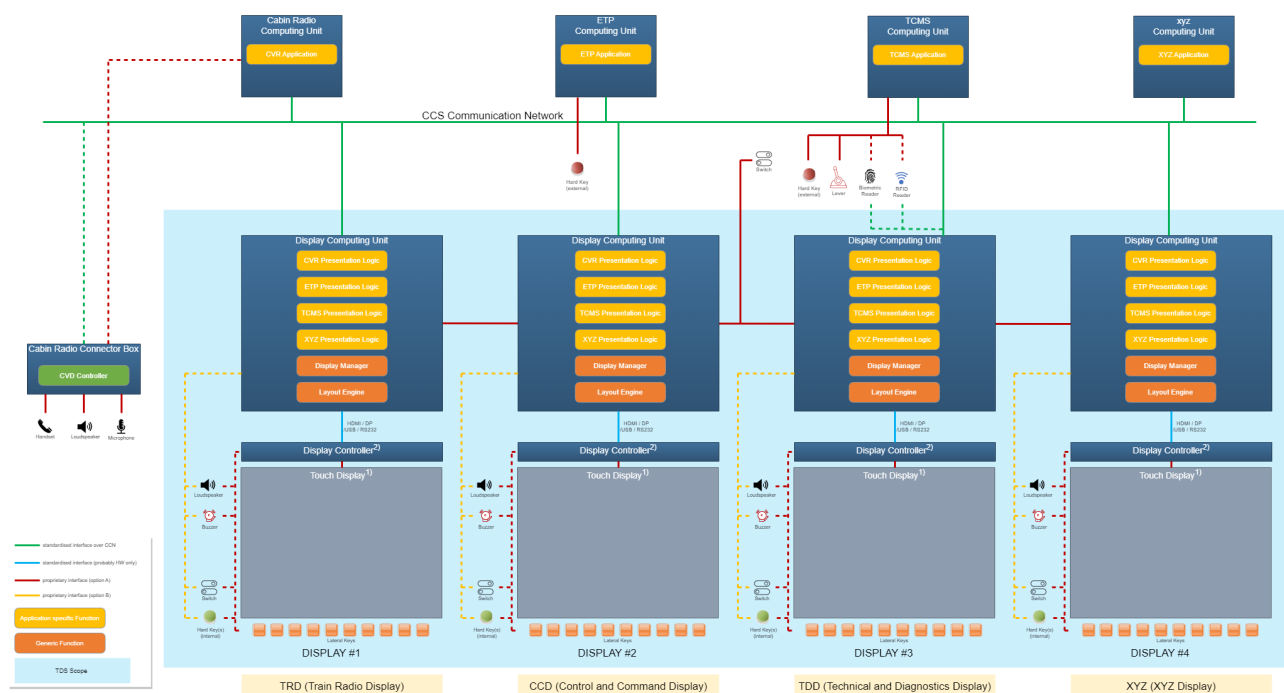 Cabin Radio
Computing Unit
CVR Application
ETP
Computing Unit
ETP Application
TCMS
Computing Unit
TCMS Application
xyz
Computing Unit
XYZ Application
CCS Communication Network
Hard Key
(external)
Switch
Hard Key
(external)
Lever
Biometric
Reader
RFID
Reader
Cabin Radio Connector Box
CVD Controller
Handset
Loudspeaker
Microphone
Display Computing Unit
CVR Presentation Logic
ETP Presentation Logic
TCMS Presentation Logic
XYZ Presentation Logic
Display Manager
Layout Engine
HDMI / DP
/USB / RS232
Display Controller2)
Touch Display1)
Loudspeaker
Buzzer
Switch
Hard Key(s)
(internal)
Lateral Keys
DISPLAY #1
TRD (Train Radio Display)
Display Computing Unit
CVR Presentation Logic
ETP Presentation Logic
TCMS Presentation Logic
XYZ Presentation Logic
Display Manager
Layout Engine
HDMI / DP
/USB / RS232
Display Controller2)
Touch Display1)
Loudspeaker
Buzzer
Switch
Hard Key(s)
(internal)
Lateral Keys
DISPLAY #2
CCD (Control and Command Display)
Display Computing Unit
CVR Presentation Logic
ETP Presentation Logic
TCMS Presentation Logic
XYZ Presentation Logic
Display Manager
Layout Engine
HDMI / DP
/USB / RS232
Display Controller2)
Touch Display1)
Loudspeaker
Buzzer
Switch
Hard Key(s)
(internal)
Lateral Keys
DISPLAY #3
TDD (Technical and Diagnostics Display)
Display Computing Unit
CVR Presentation Logic
ETP Presentation Logic
TCMS Presentation Logic
XYZ Presentation Logic
Display Manager
Layout Engine
HDMI / DP
/USB / RS232
Display Controller2)
Touch Display1)
Loudspeaker
Buzzer
Switch
Hard Key(s)
(internal)
Lateral Keys
DISPLAY #4
XYZ (XYZ Display)
standardised interface over CCN
standardised interface (probably HW only)
proprietary interface (option A)
proprietary interface (option B)
Application specific Function
Generic Function
TDS Scope